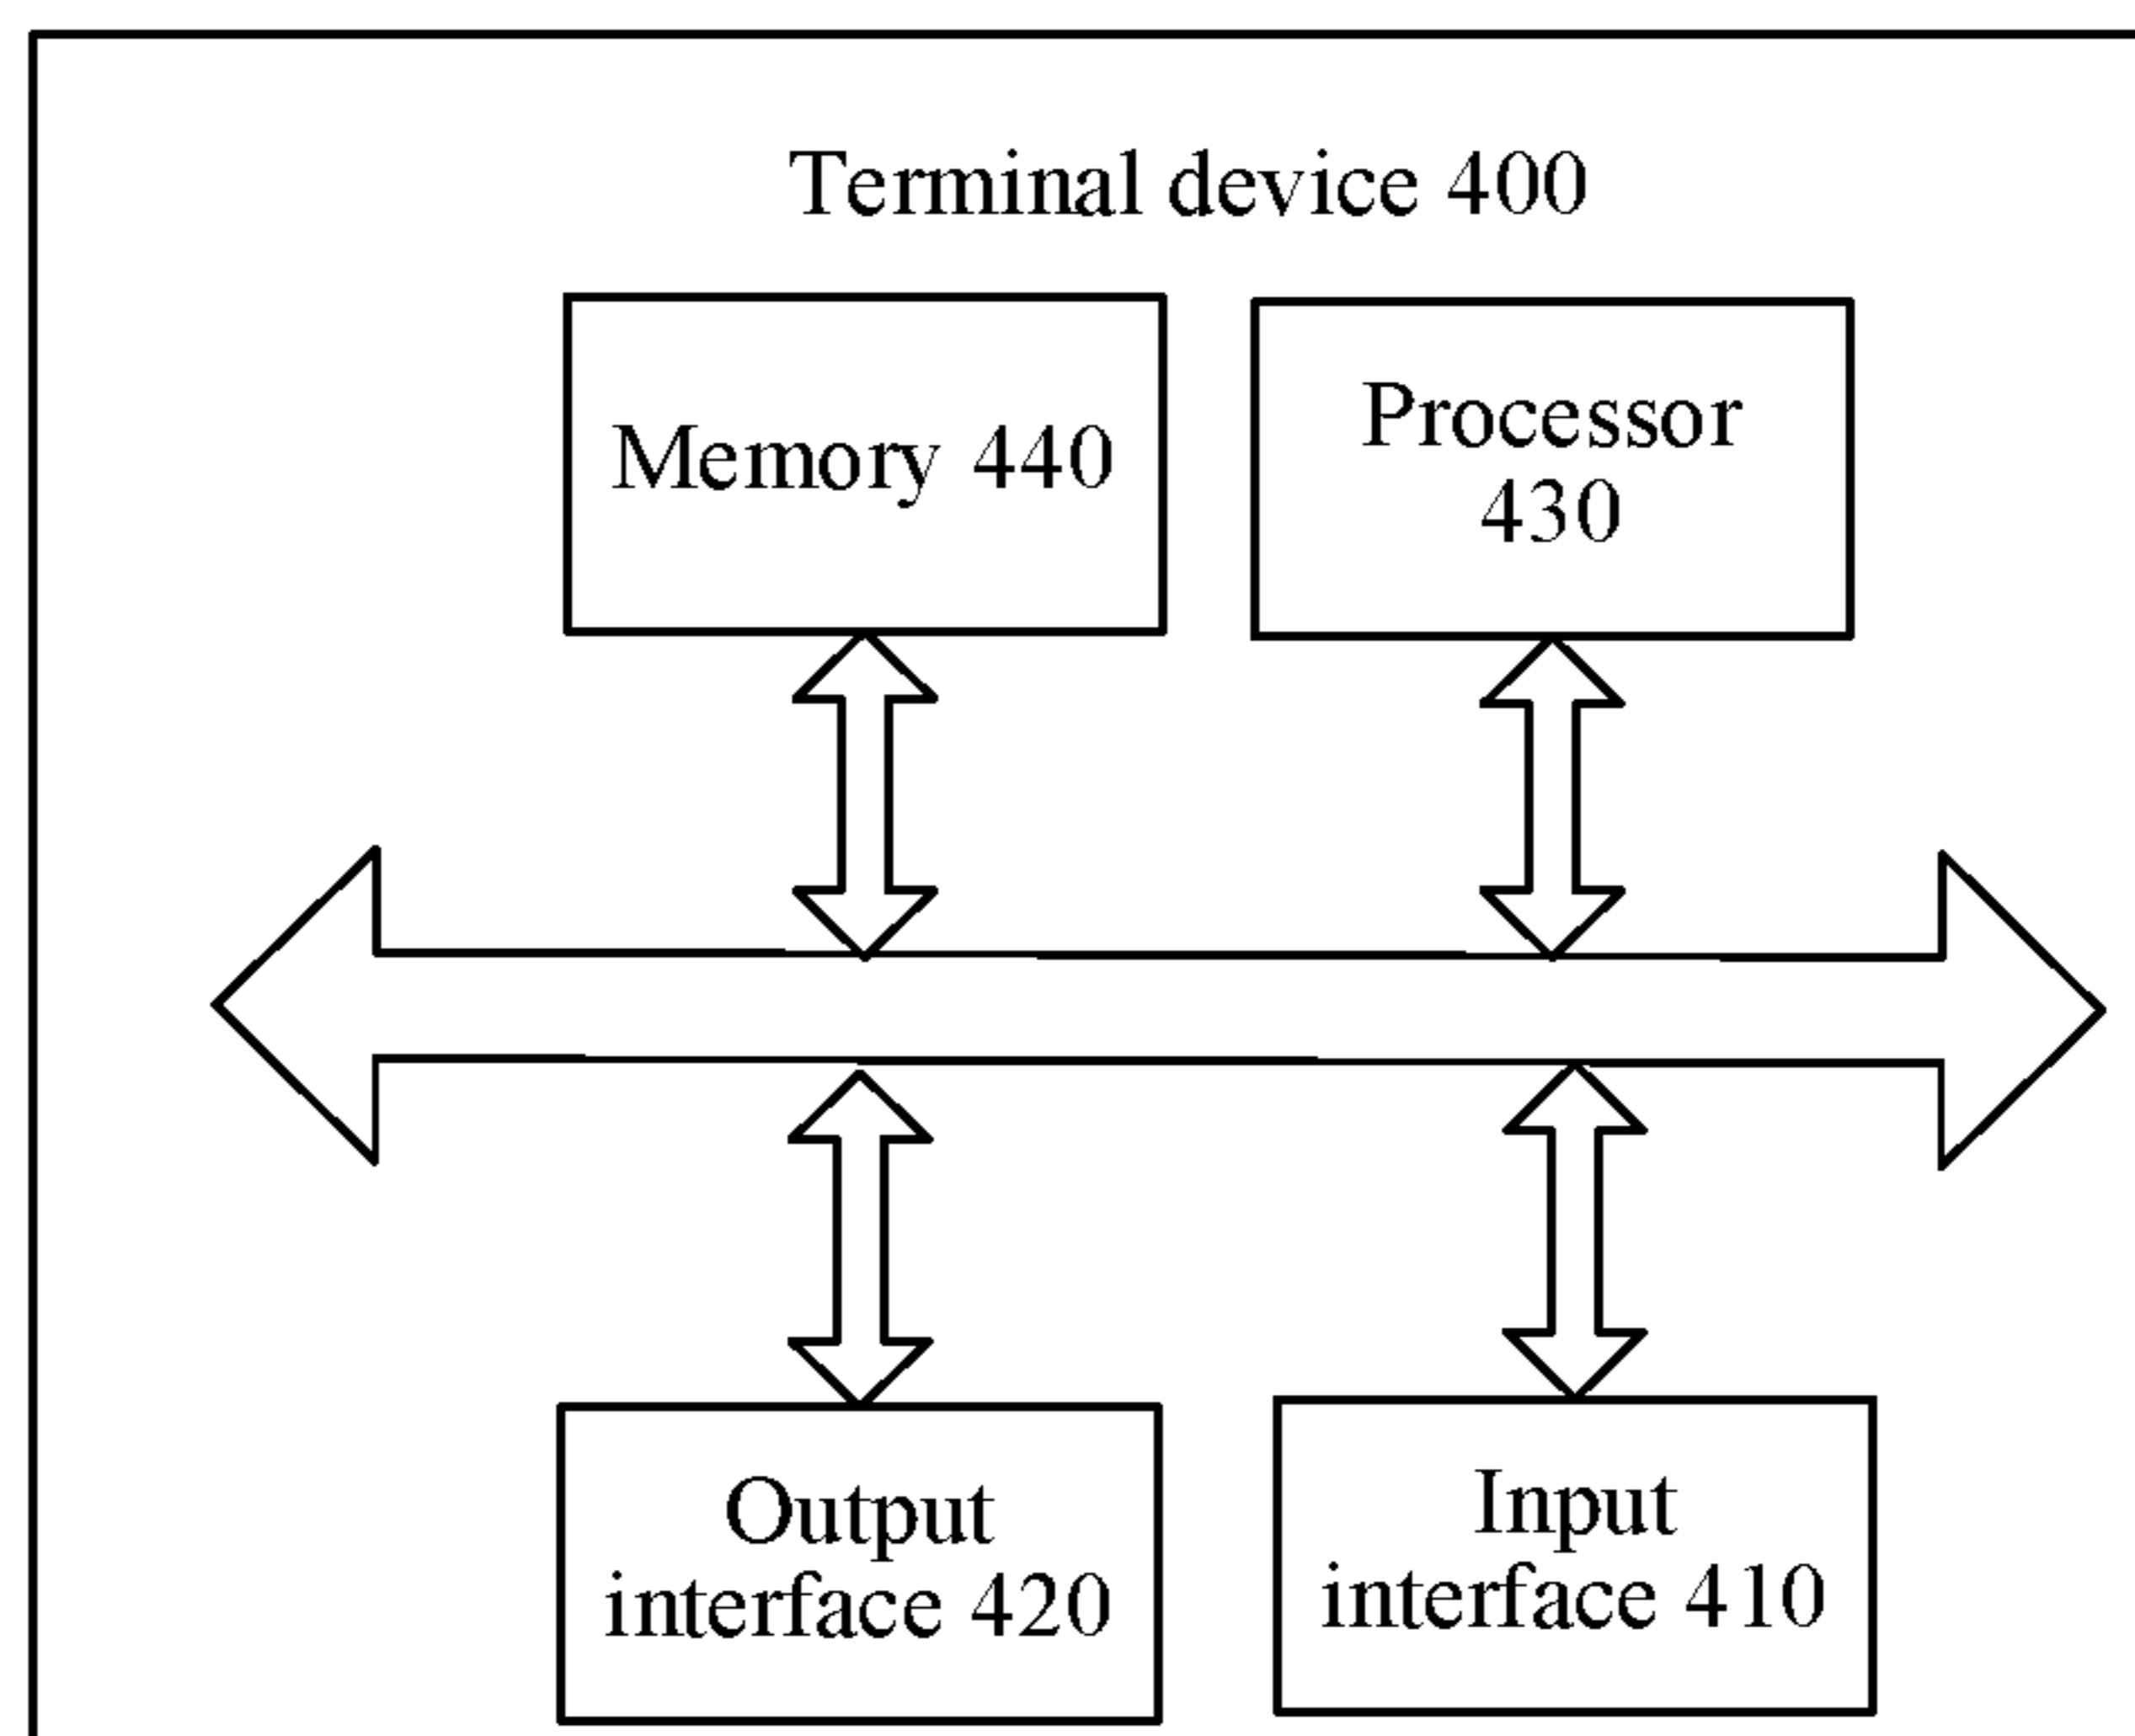 Terminal device 400
Memory 440
Processor
430
Output
interface 420
Input
interface 410